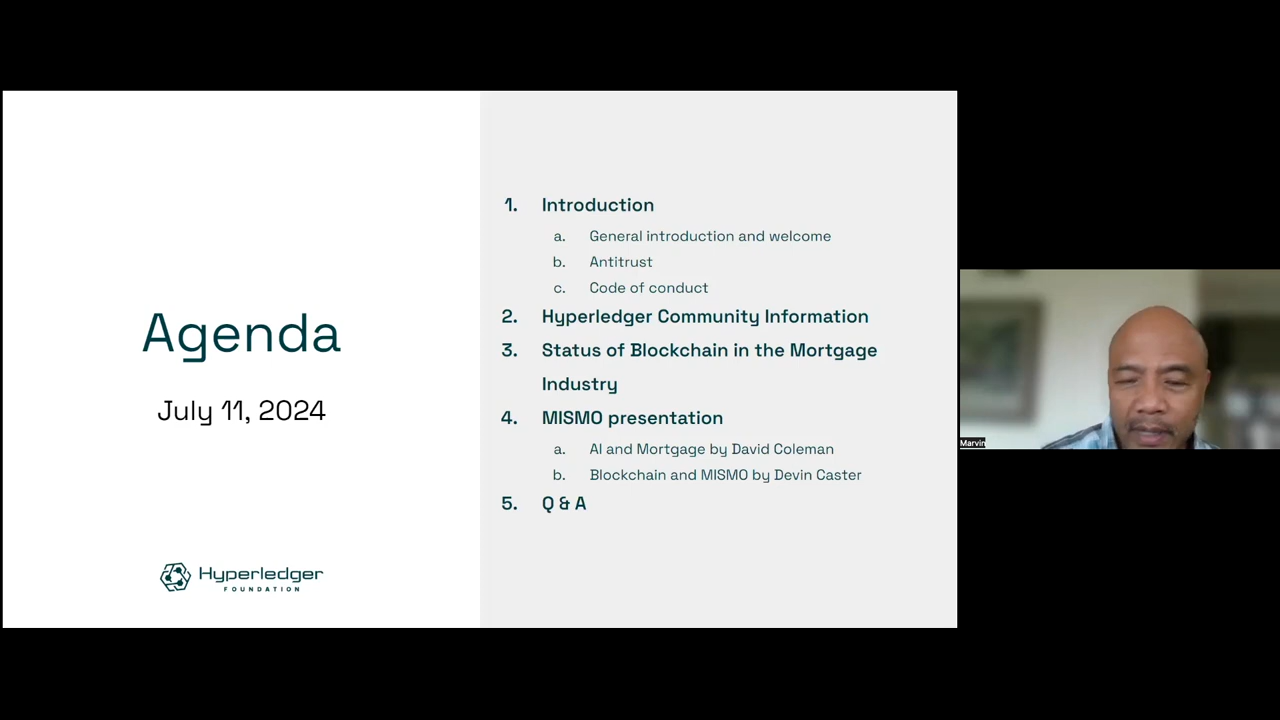 Agenda
July 11, 2024
Hyperledger
FOUNDATION
1. Introduction
a. General introduction and welcome
b. Antitrust
c. Code of conduct
2. Hyperledger Community Information
3. Status of Blockchain in the Mortgage
Industry
4. MISMO presentation
a. AI and Mortgage by David Coleman
b. Blockchain and MISMO by Devin Caster
5. Q & A
Marvin